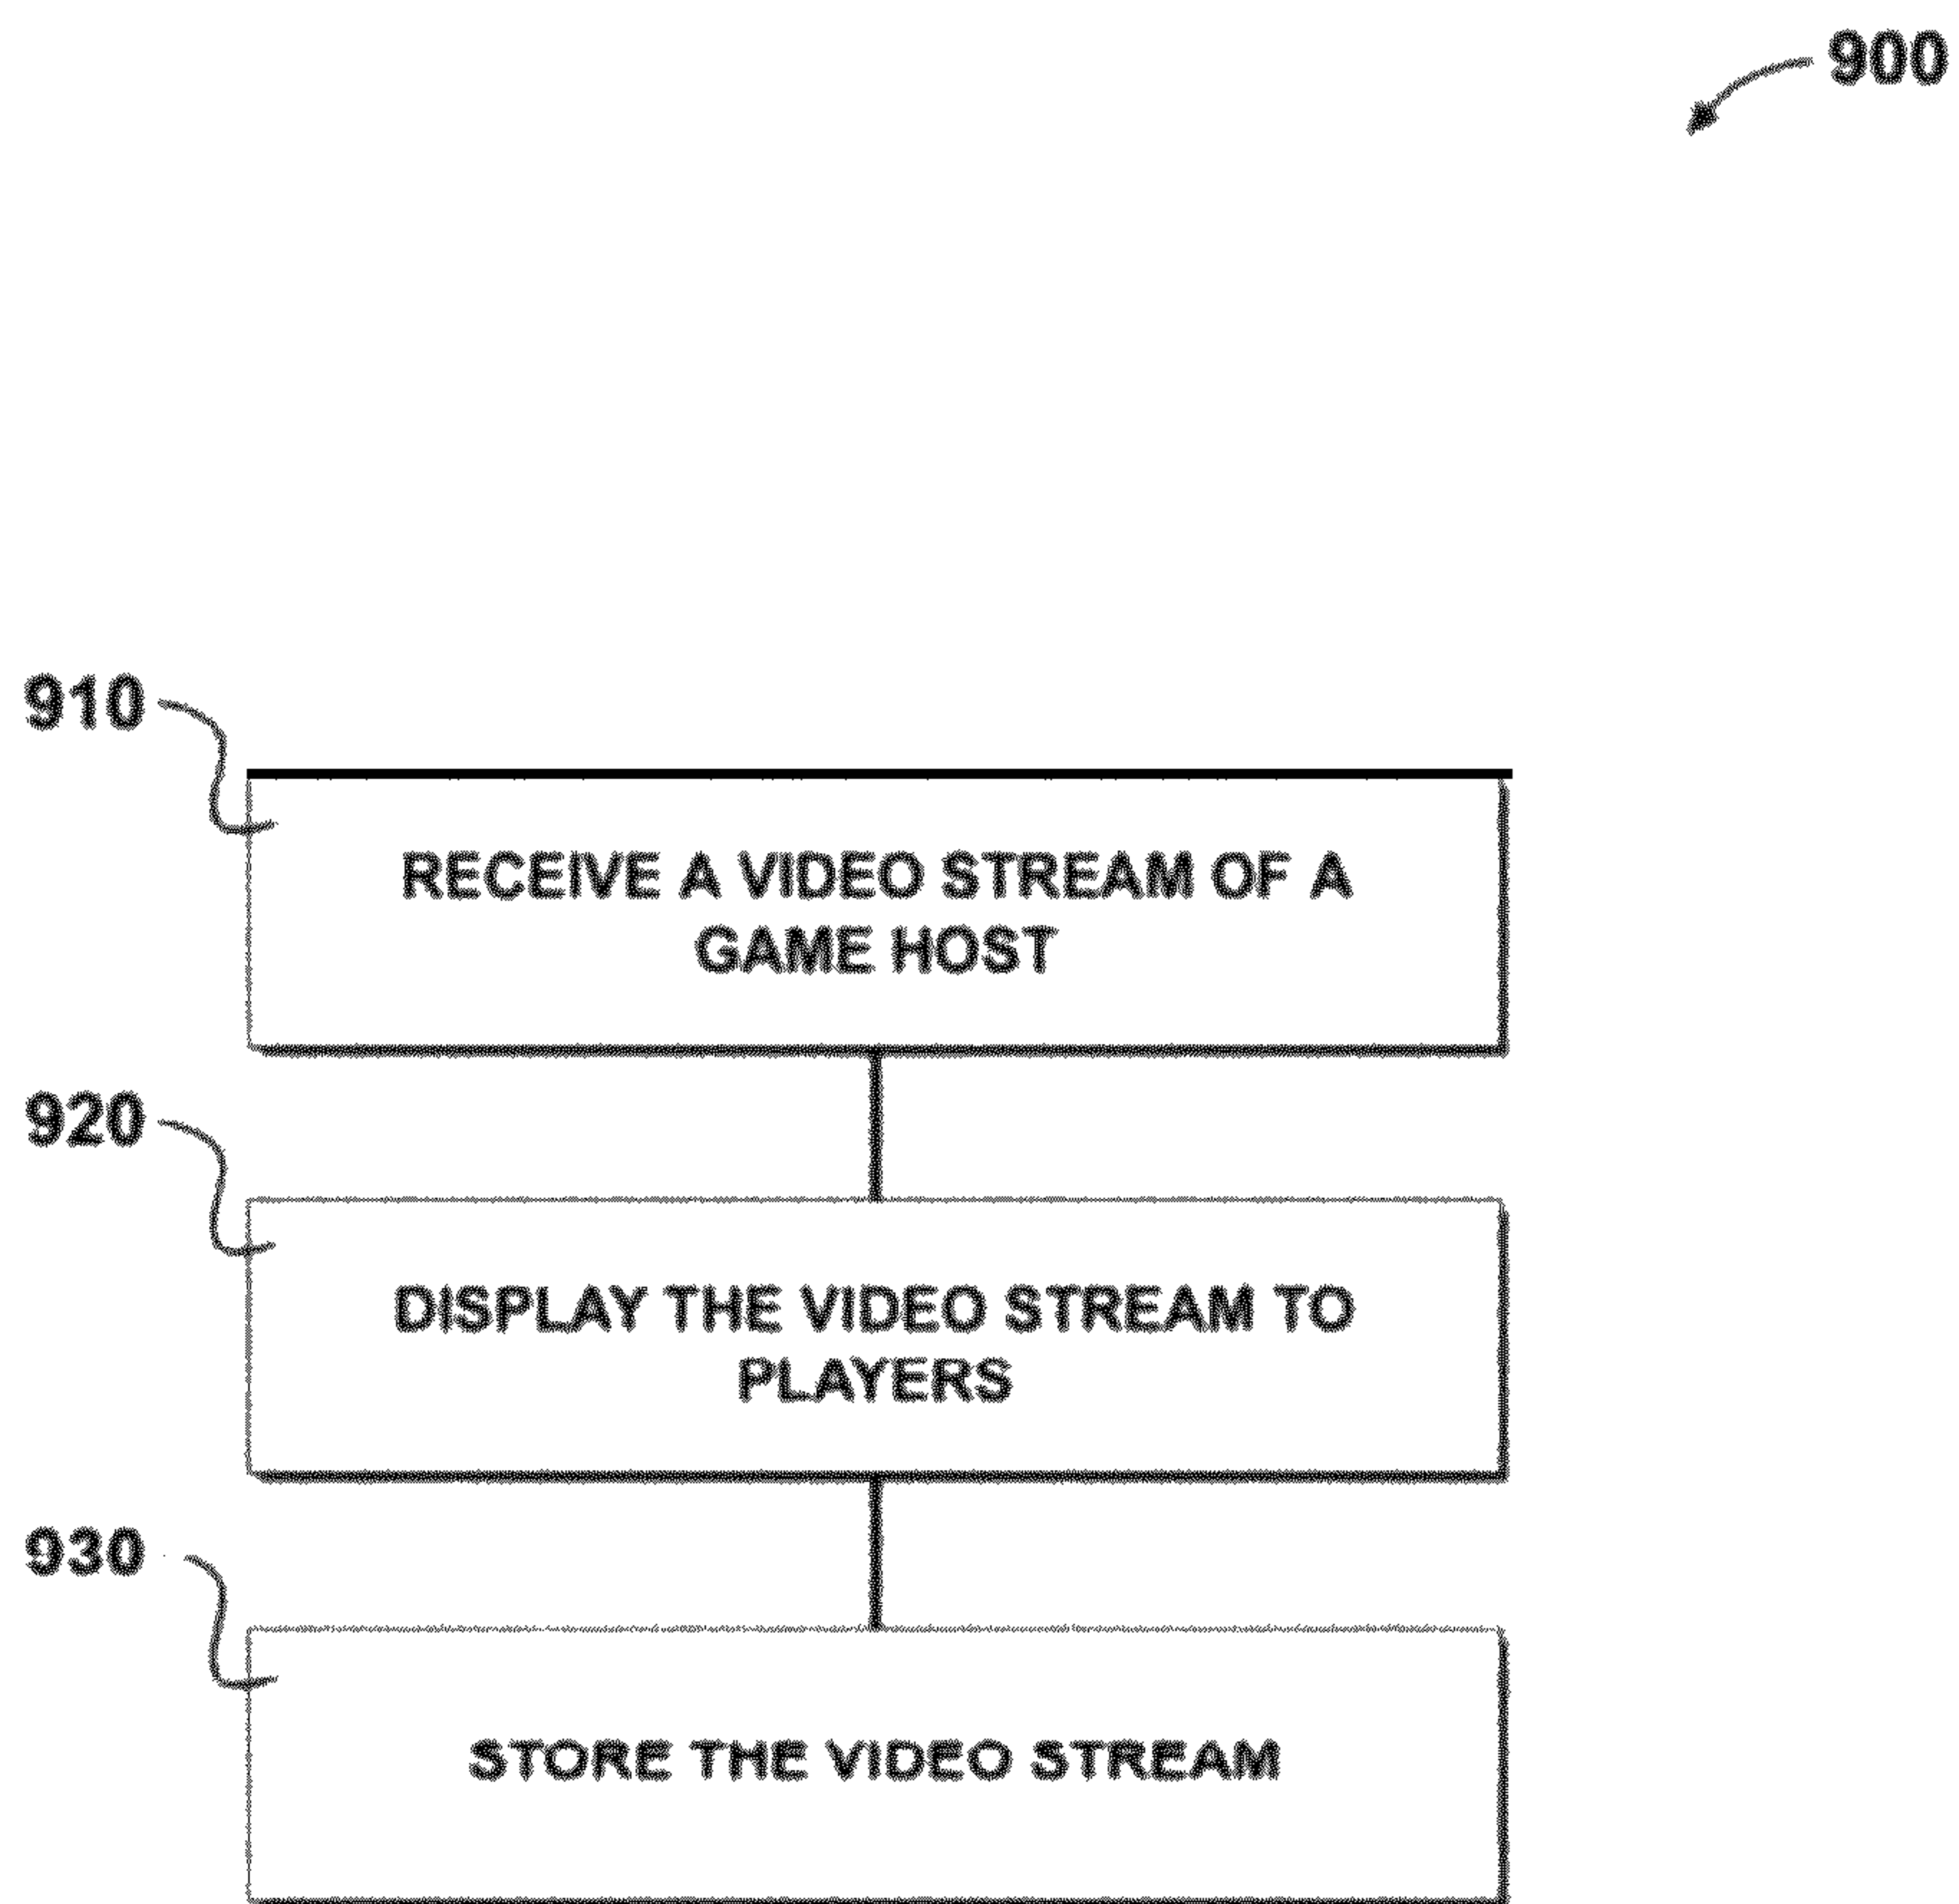 900
910
RECEIVE A VIDEO STREAM OF A
GAME HOST
920
DISPLAY THE VIDEO STREAM TO
PLAYERS
930
STORE THE VIDEO STREAM